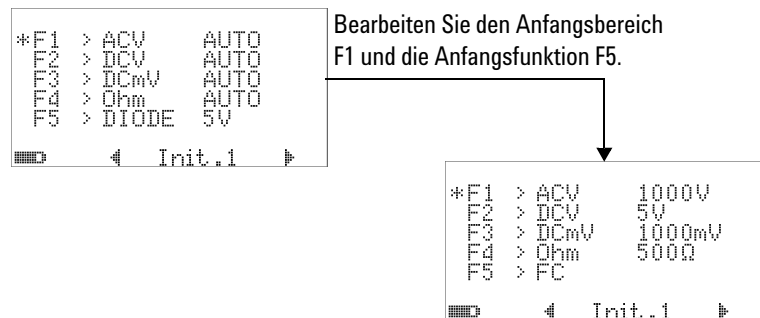 *F1 > ACV AUTO
F2 > DCV AUTO
F3 > DCmV AUTO
F4 > Ohm AUTO
F5 > DIODE 5V
Init.1
Bearbeiten Sie den Anfangsbereich
F1 und die Anfangsfunktion F5.
*F1 > ACV 1000V
F2 > DCV 5V
F3 > DCmV 1000mV
F4 > Ohm 500Ω
F5 > FC
Init.1